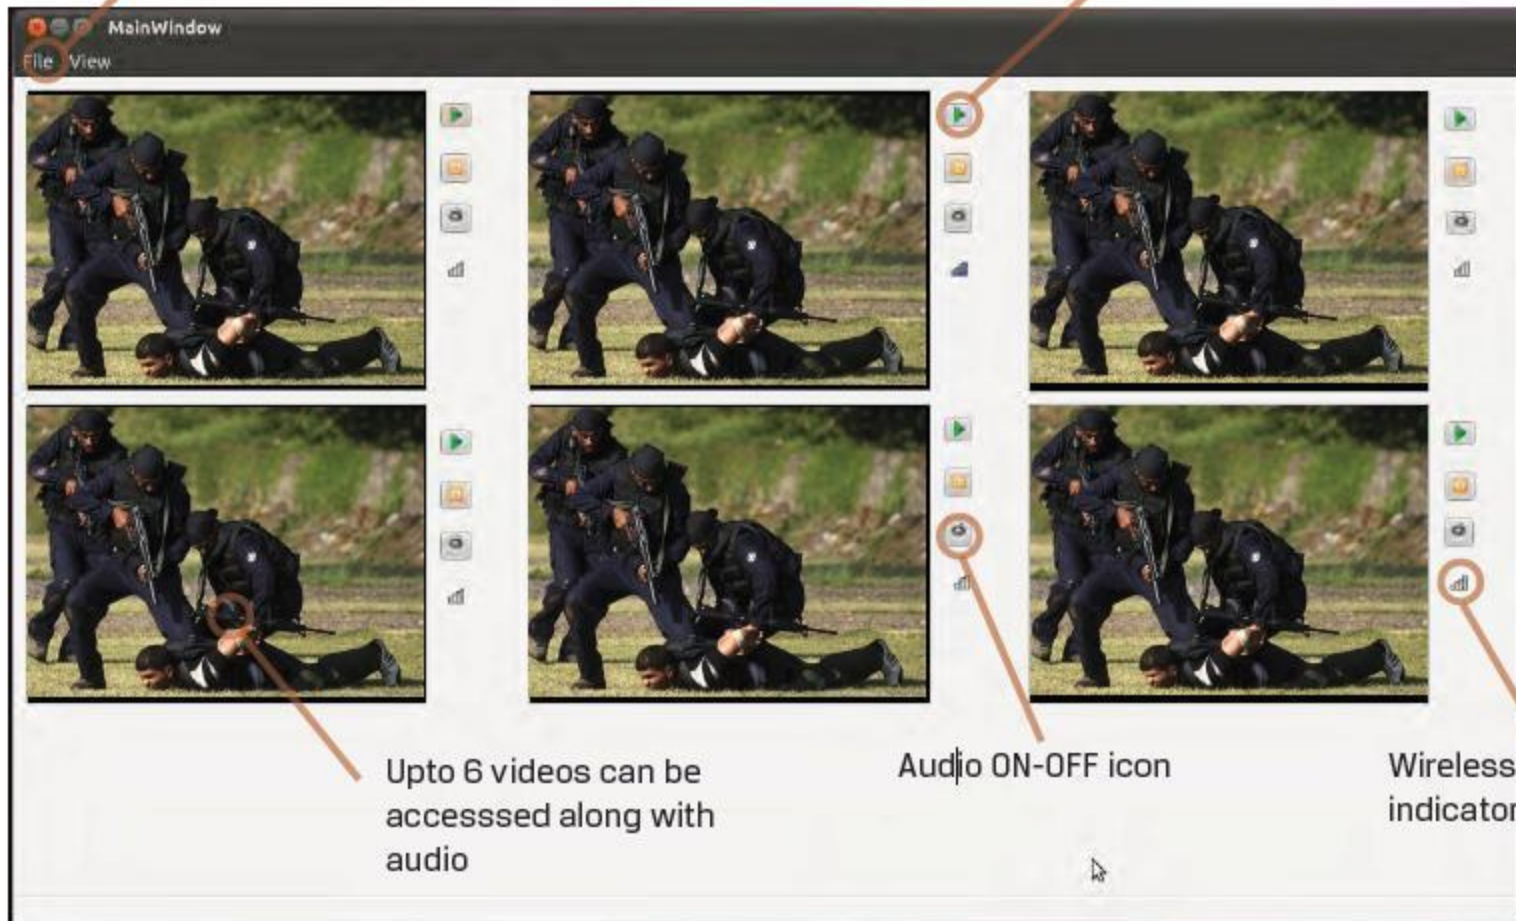 MainWindow
File View
Upto 6 videos can be
accesssed along with
audio
Audio ON-OFF icon
Wireless
indicator